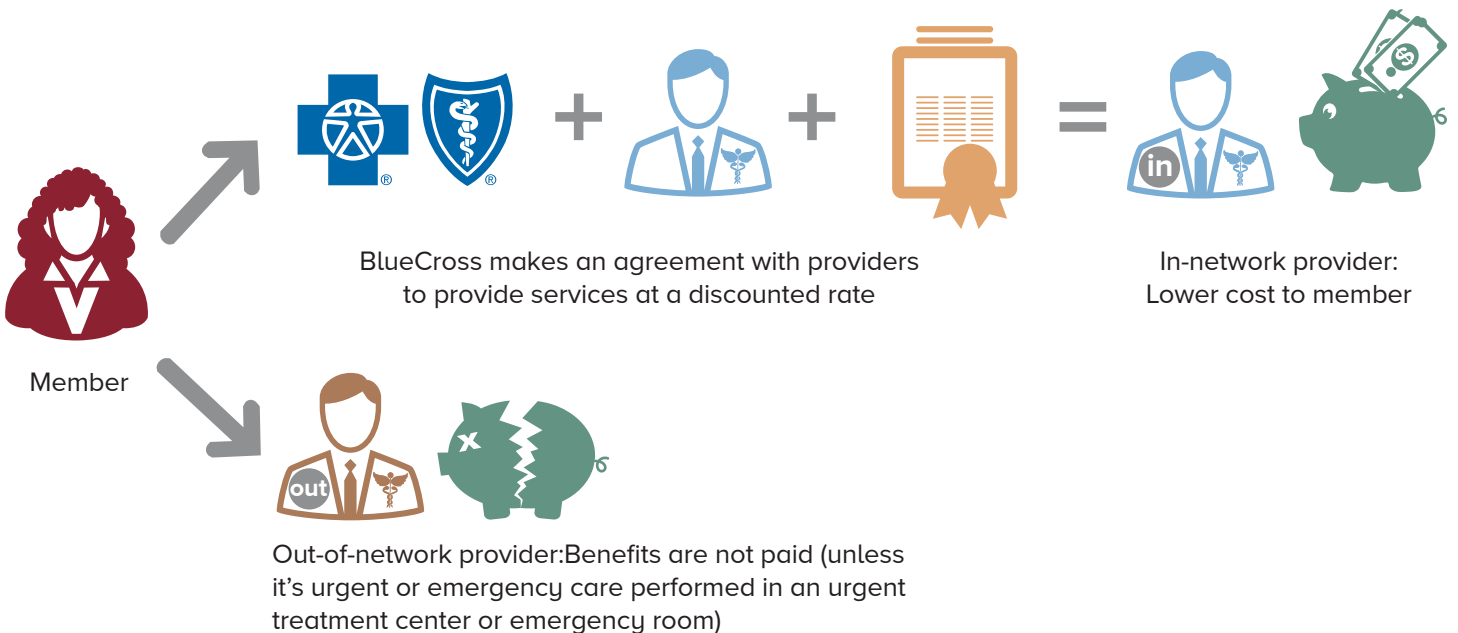 Member
®
®
BlueCross makes an agreement with providers
to provide services at a discounted rate
in
$
In-network provider:
Lower cost to member
out
x
Out-of-network provider:Benefits are not paid (unless
it’s urgent or emergency care performed in an urgent
treatment center or emergency room)